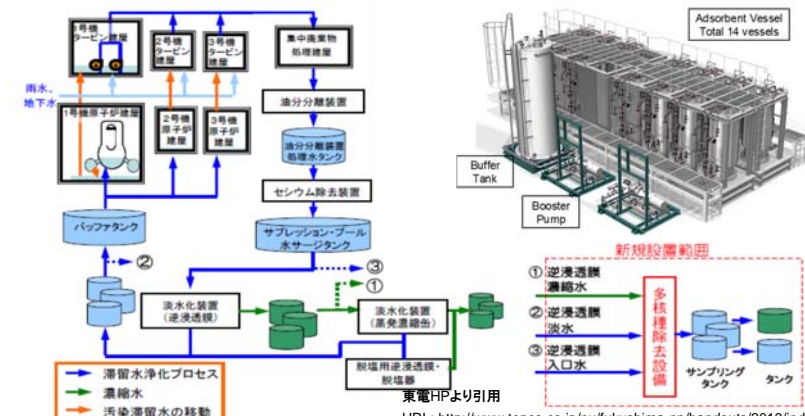 1号機
タービン
建屋
2号機
タービン
建屋
3号機
タービン
建屋
集中廃棄物
処理建屋
雨水、
地下水
1号機原子炉建屋
2号機
原子炉
建屋
3号機
原子炉
建屋
油分分離装置
油分分離装置
処理水タンク
セシウム除去装置
バッファタンク
サプレッション・プール
水サージタンク
②
③
①
淡水化装置
(逆浸透膜)
淡水化装置
(蒸発濃縮缶)
脱塩用逆浸透膜・
脱塩器
滞留水浄化プロセス
濃縮水
汚染滞留水の移動
Adsorbent Vessel
Total 14 vessels
Buffer
Tank
Booster
Pump
新規設置範囲
① 逆浸透膜
濃縮水
② 逆浸透膜
淡水
③ 逆浸透膜
入口水
多核種除去設備
サンプリング
タンク
タンク
東電HPより引用